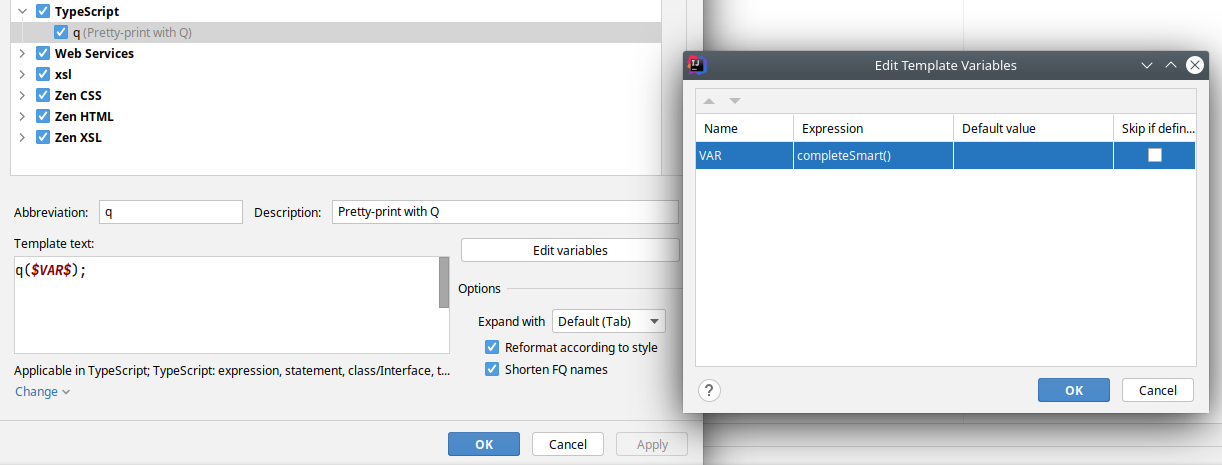 TypeScript
q (Pretty-print with Q)
Web Services
xsl
Zen CSS
Zen HTML
Zen XSL
Abbreviation: q Description: Pretty-print with Q
Template text:
q($VAR$);
Edit variables
Options
Expand with Default (Tab)
Reformat according to style
Shorten FQ names
Applicable in TypeScript; TypeScript: expression, statement, class/Interface, t...
Change
OK Cancel Apply
IJ Edit Template Variables
Name Expression Default value Skip if defin...
VAR completeSmart()
? OK Cancel